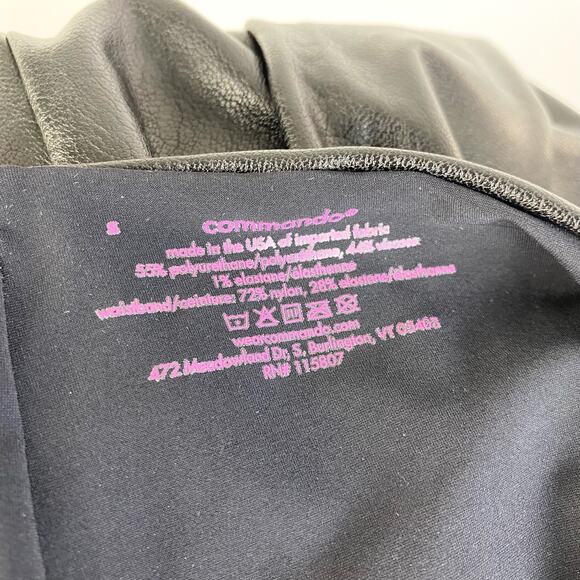 s
commando®
made in the USA of imported fabric
55% polyurethane/polyuréthane, 44% viscose
1% elastane/élasthanne
waistband/ceinture: 72% nylon, 28% elastane/élasthanne
wearcommando.com
472 Meadowland Dr, S, Burlington, VT 05403
RN# 115807